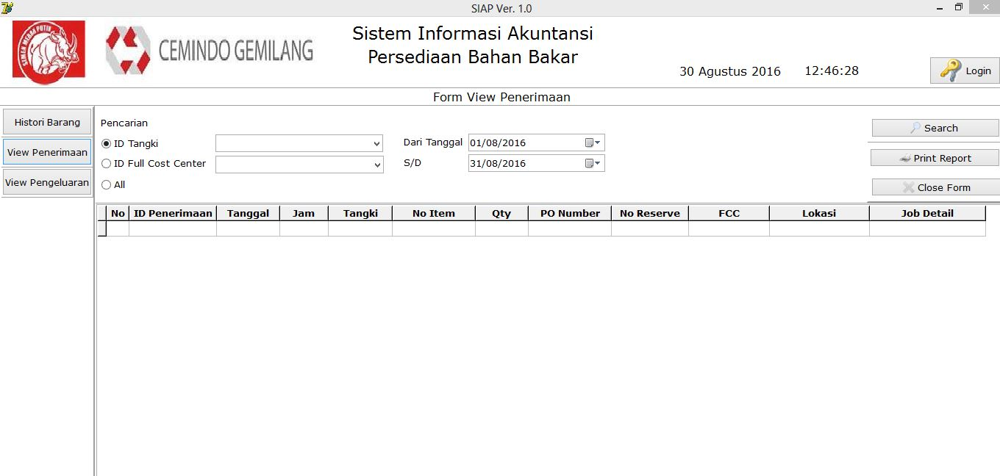 SIAP Ver. 1.0
SEMEN MERAH PUTIH
CEMINDO GEMILANG
Sistem Informasi Akuntansi
Persediaan Bahan Bakar
30 Agustus 2016 12:46:28
Login
Form View Penerimaan
Histori Barang
View Penerimaan
View Pengeluaran
Pencarian
ID Tangki
ID Full Cost Center
All
Dari Tanggal 01/08/2016
S/D 31/08/2016
Search
Print Report
Close Form
No ID Penerimaan Tanggal Jam Tangki No Item Qty PO Number No Reserve FCC Lokasi Job Detail